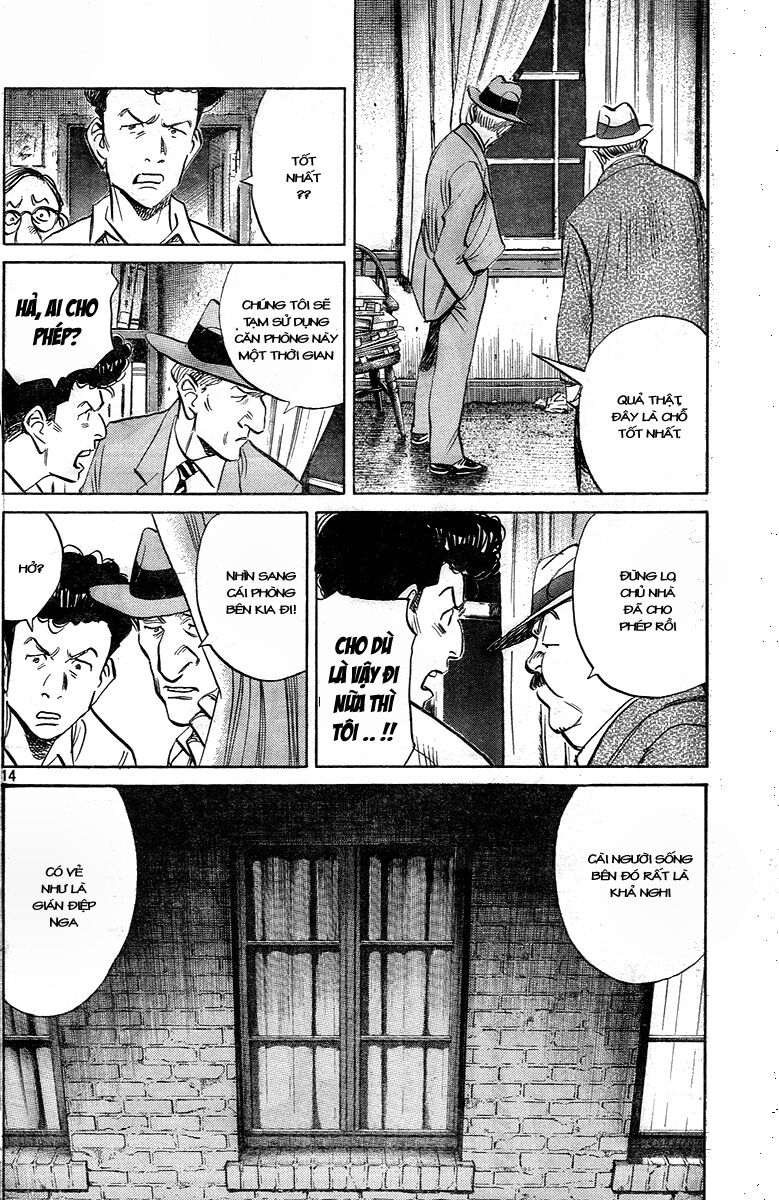 QUẢ THẬT,
ĐÂY LÀ CHỖ
TỐT NHẤT.
TỐT
NHẤT
??
CHÚNG TÔI SẼ
TẠM SỬ DỤNG
CĂN PHÒNG NÀY
MỘT THỜI GIAN
HẢ, AI CHO
PHÉP?
ĐỪNG LO,
CHỦ NHÀ
ĐÃ CHO
PHÉP RỒI
CHO DÙ
LÀ VẬY ĐI
NỮA THÌ
TÔI . . !!
NHÌN SANG
CÁI PHÒNG
BÊN KIA ĐI!
HỞ?
14
CÁI NGƯỜI SỐNG
BÊN ĐÓ RẤT LÀ
KHẢ NGHI
CÓ VẺ
NHƯ LÀ
GIÁN ĐIỆP
NGA